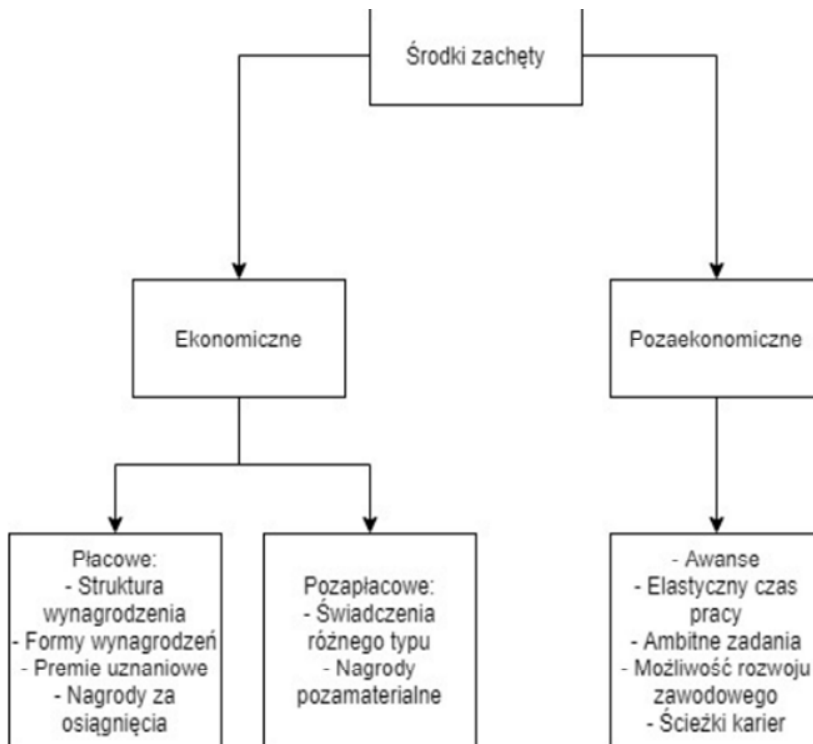 Środki zachęty
Ekonomiczne
Pozaekonomiczne
Płacowe:
- Struktura
wynagrodzenia
- Formy wynagrodzeń
- Premie uznaniowe
- Nagrody za
osiągnięcia
Pozapłacowe:
- Świadczenia
różnego typu
- Nagrody
pozamaterialne
- Awanse
- Elastyczny czas
pracy
- Ambitne zadania
- Możliwość rozwoju
zawodowego
- Ścieżki karier